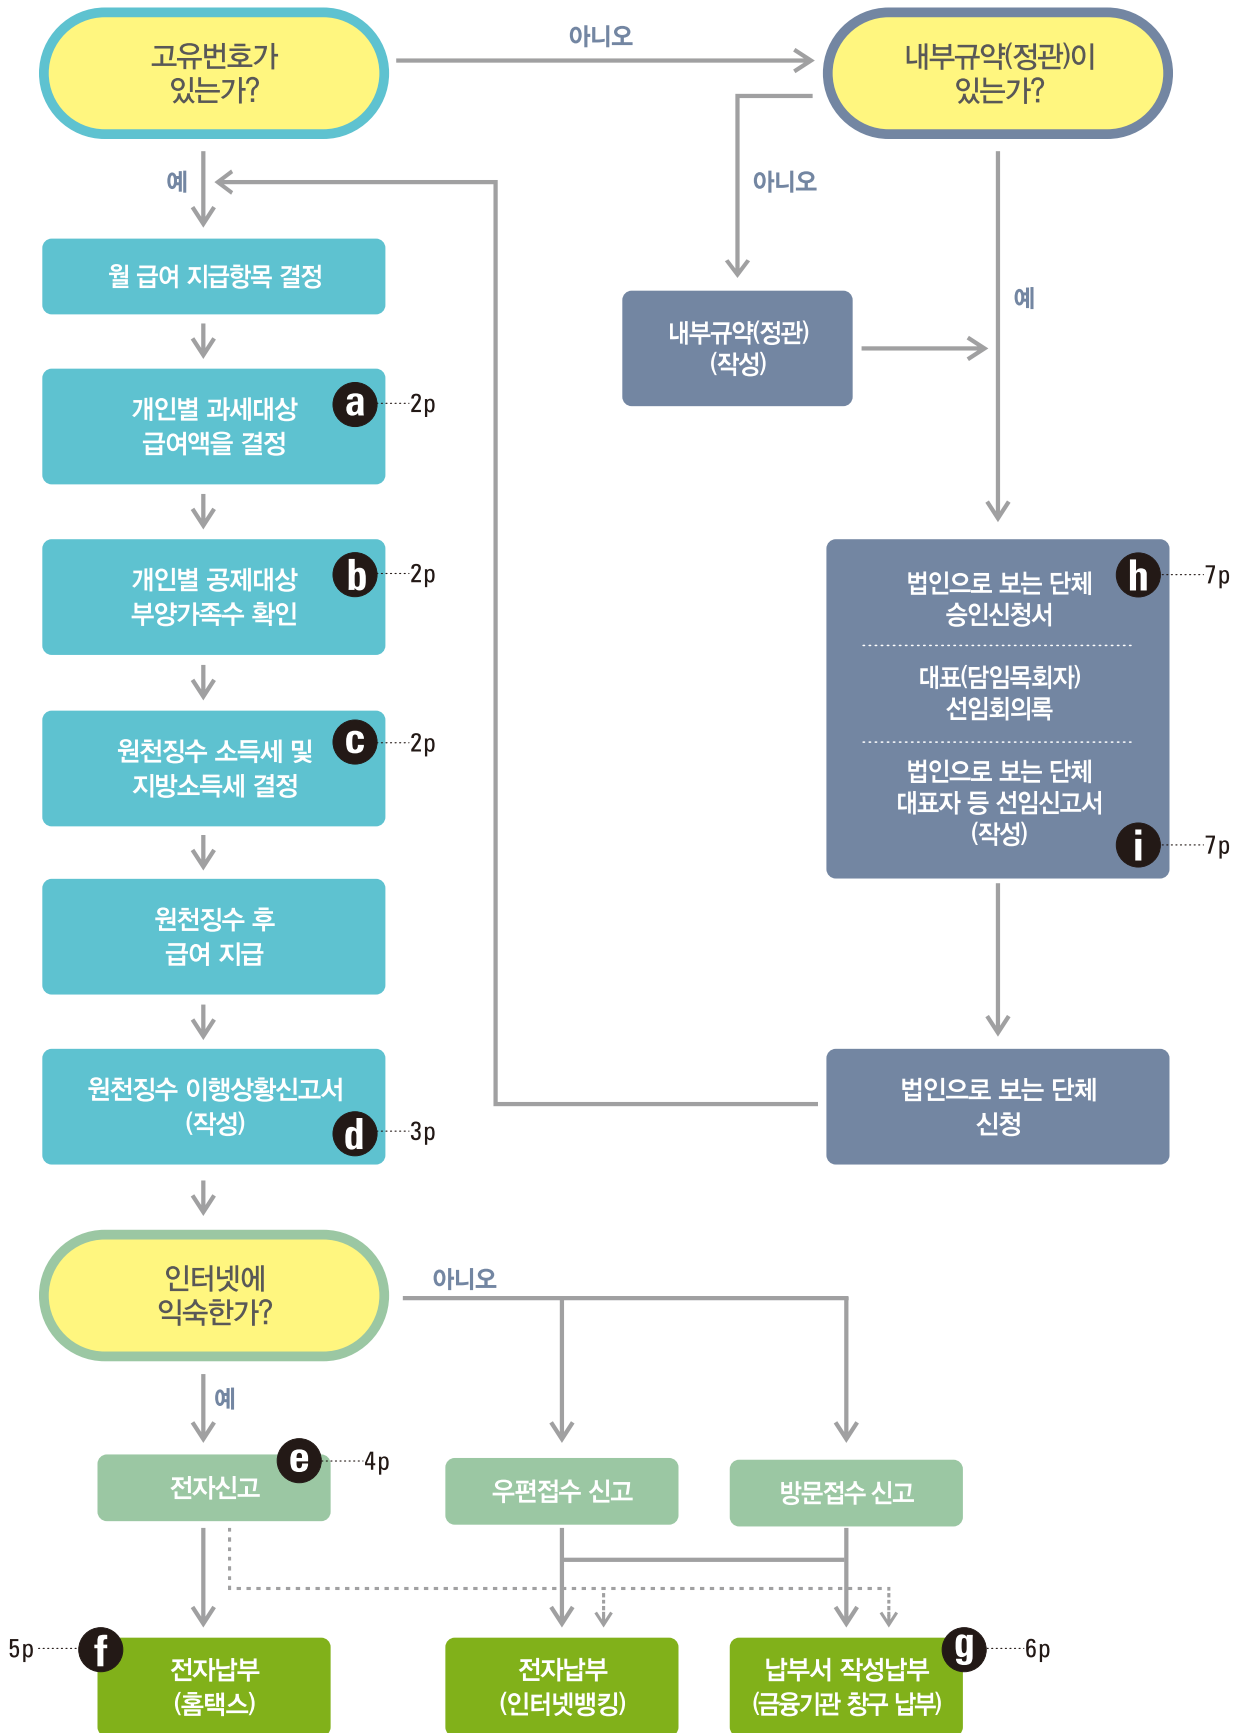 고유번호가
있는가?
아니오
내부규약(정관)이
있는가?
예
아니오
예
월 급여 지급항목 결정
내부규약(정관)
(작성)
개인별 과세대상
급여액을 결정
a
2p
개인별 공제대상
부양가족수 확인
b
2p
원천징수 소득세 및
지방소득세 결정
c
2p
원천징수 후
급여 지급
원천징수 이행상황신고서
(작성)
d
3p
법인으로 보는 단체
승인신청서
h
7p
대표(담임목회자)
선임회의록
법인으로 보는 단체
대표자 등 선임신고서
(작성)
i
7p
법인으로 보는 단체
신청
인터넷에
익숙한가?
아니오
예
전자신고
e
4p
우편접수 신고
방문접수 신고
5p
f
전자납부
(홈택스)
전자납부
(인터넷뱅킹)
납부서 작성납부
(금융기관 창구 납부)
g
6p